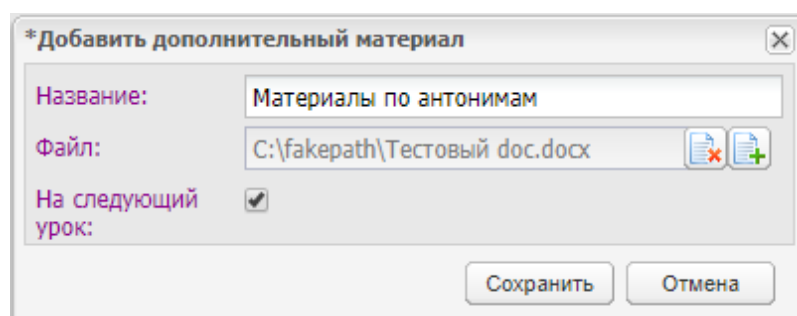 *Добавить дополнительный материал
Название: Материалы по антонимам
Файл: C:\fakepath\Тестовый doc.docx
На следующий
урок:
Сохранить Отмена